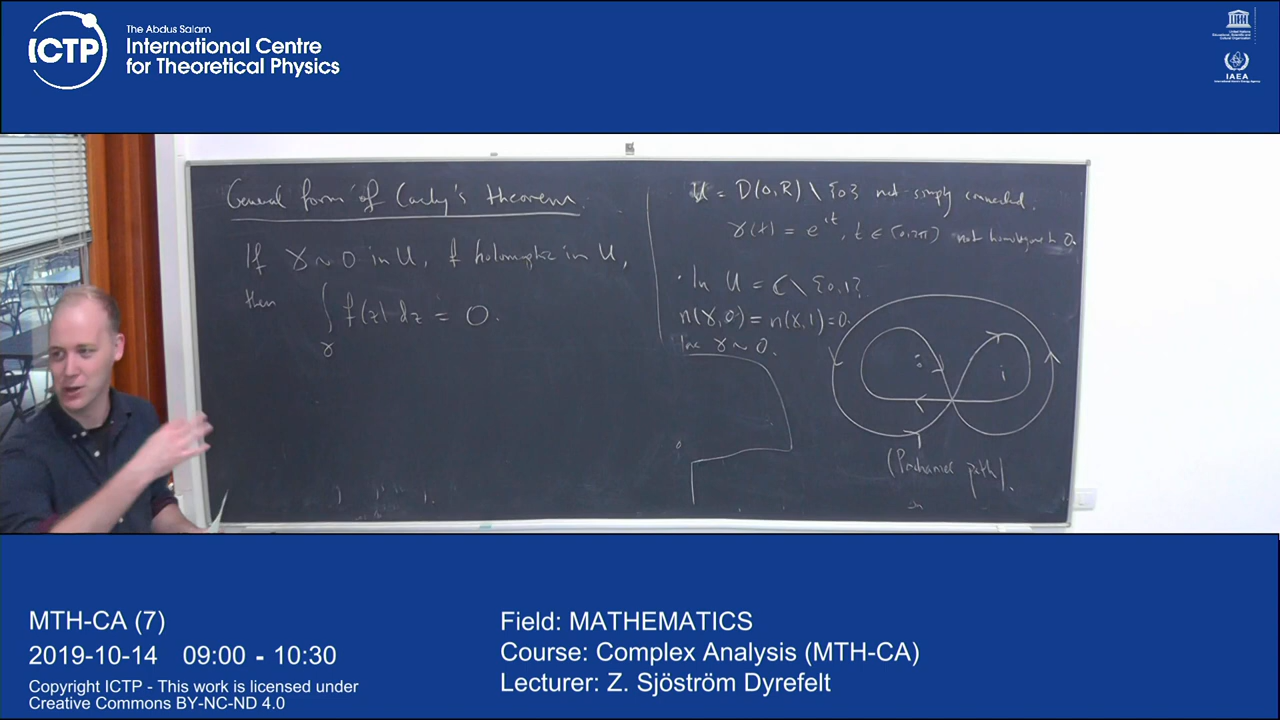 ICTP
The Abdus Salam
International Centre
for Theoretical Physics
IAEA
General form of Cauchy's theorem
If γ ~ 0 in U, f holomorphic in U,
then ∫γ f(z) dz = 0.
U = D(0,R) \ {0} not simply connected.
γ(t) = e^{it}, t ∈ [0,2π] not homologous to 0.
· In U = ℂ \ {0,1}
n(γ,0) = n(γ,1) = 0.
γ ~ 0.
0
1
(Pochammer path).
MTH-CA (7)
2019-10-14 09:00 - 10:30
Copyright ICTP - This work is licensed under
Creative Commons BY-NC-ND 4.0
Field: MATHEMATICS
Course: Complex Analysis (MTH-CA)
Lecturer: Z. Sjöström Dyrefelt